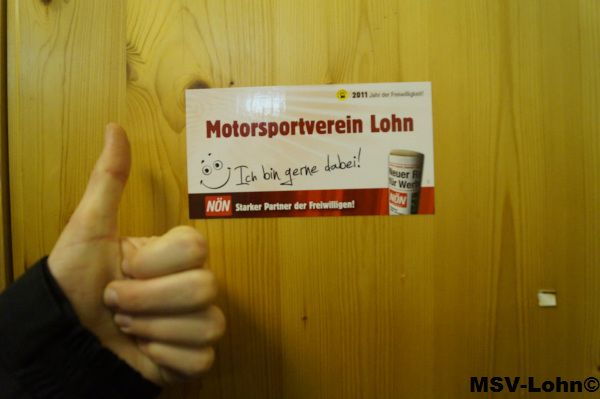 2011 Jahr der Freiwilligkeit!
Motorsportverein Lohn
Ich bin gerne dabei!
NÖN Starker Partner der Freiwilligen!
NÖN
MSV-Lohn©